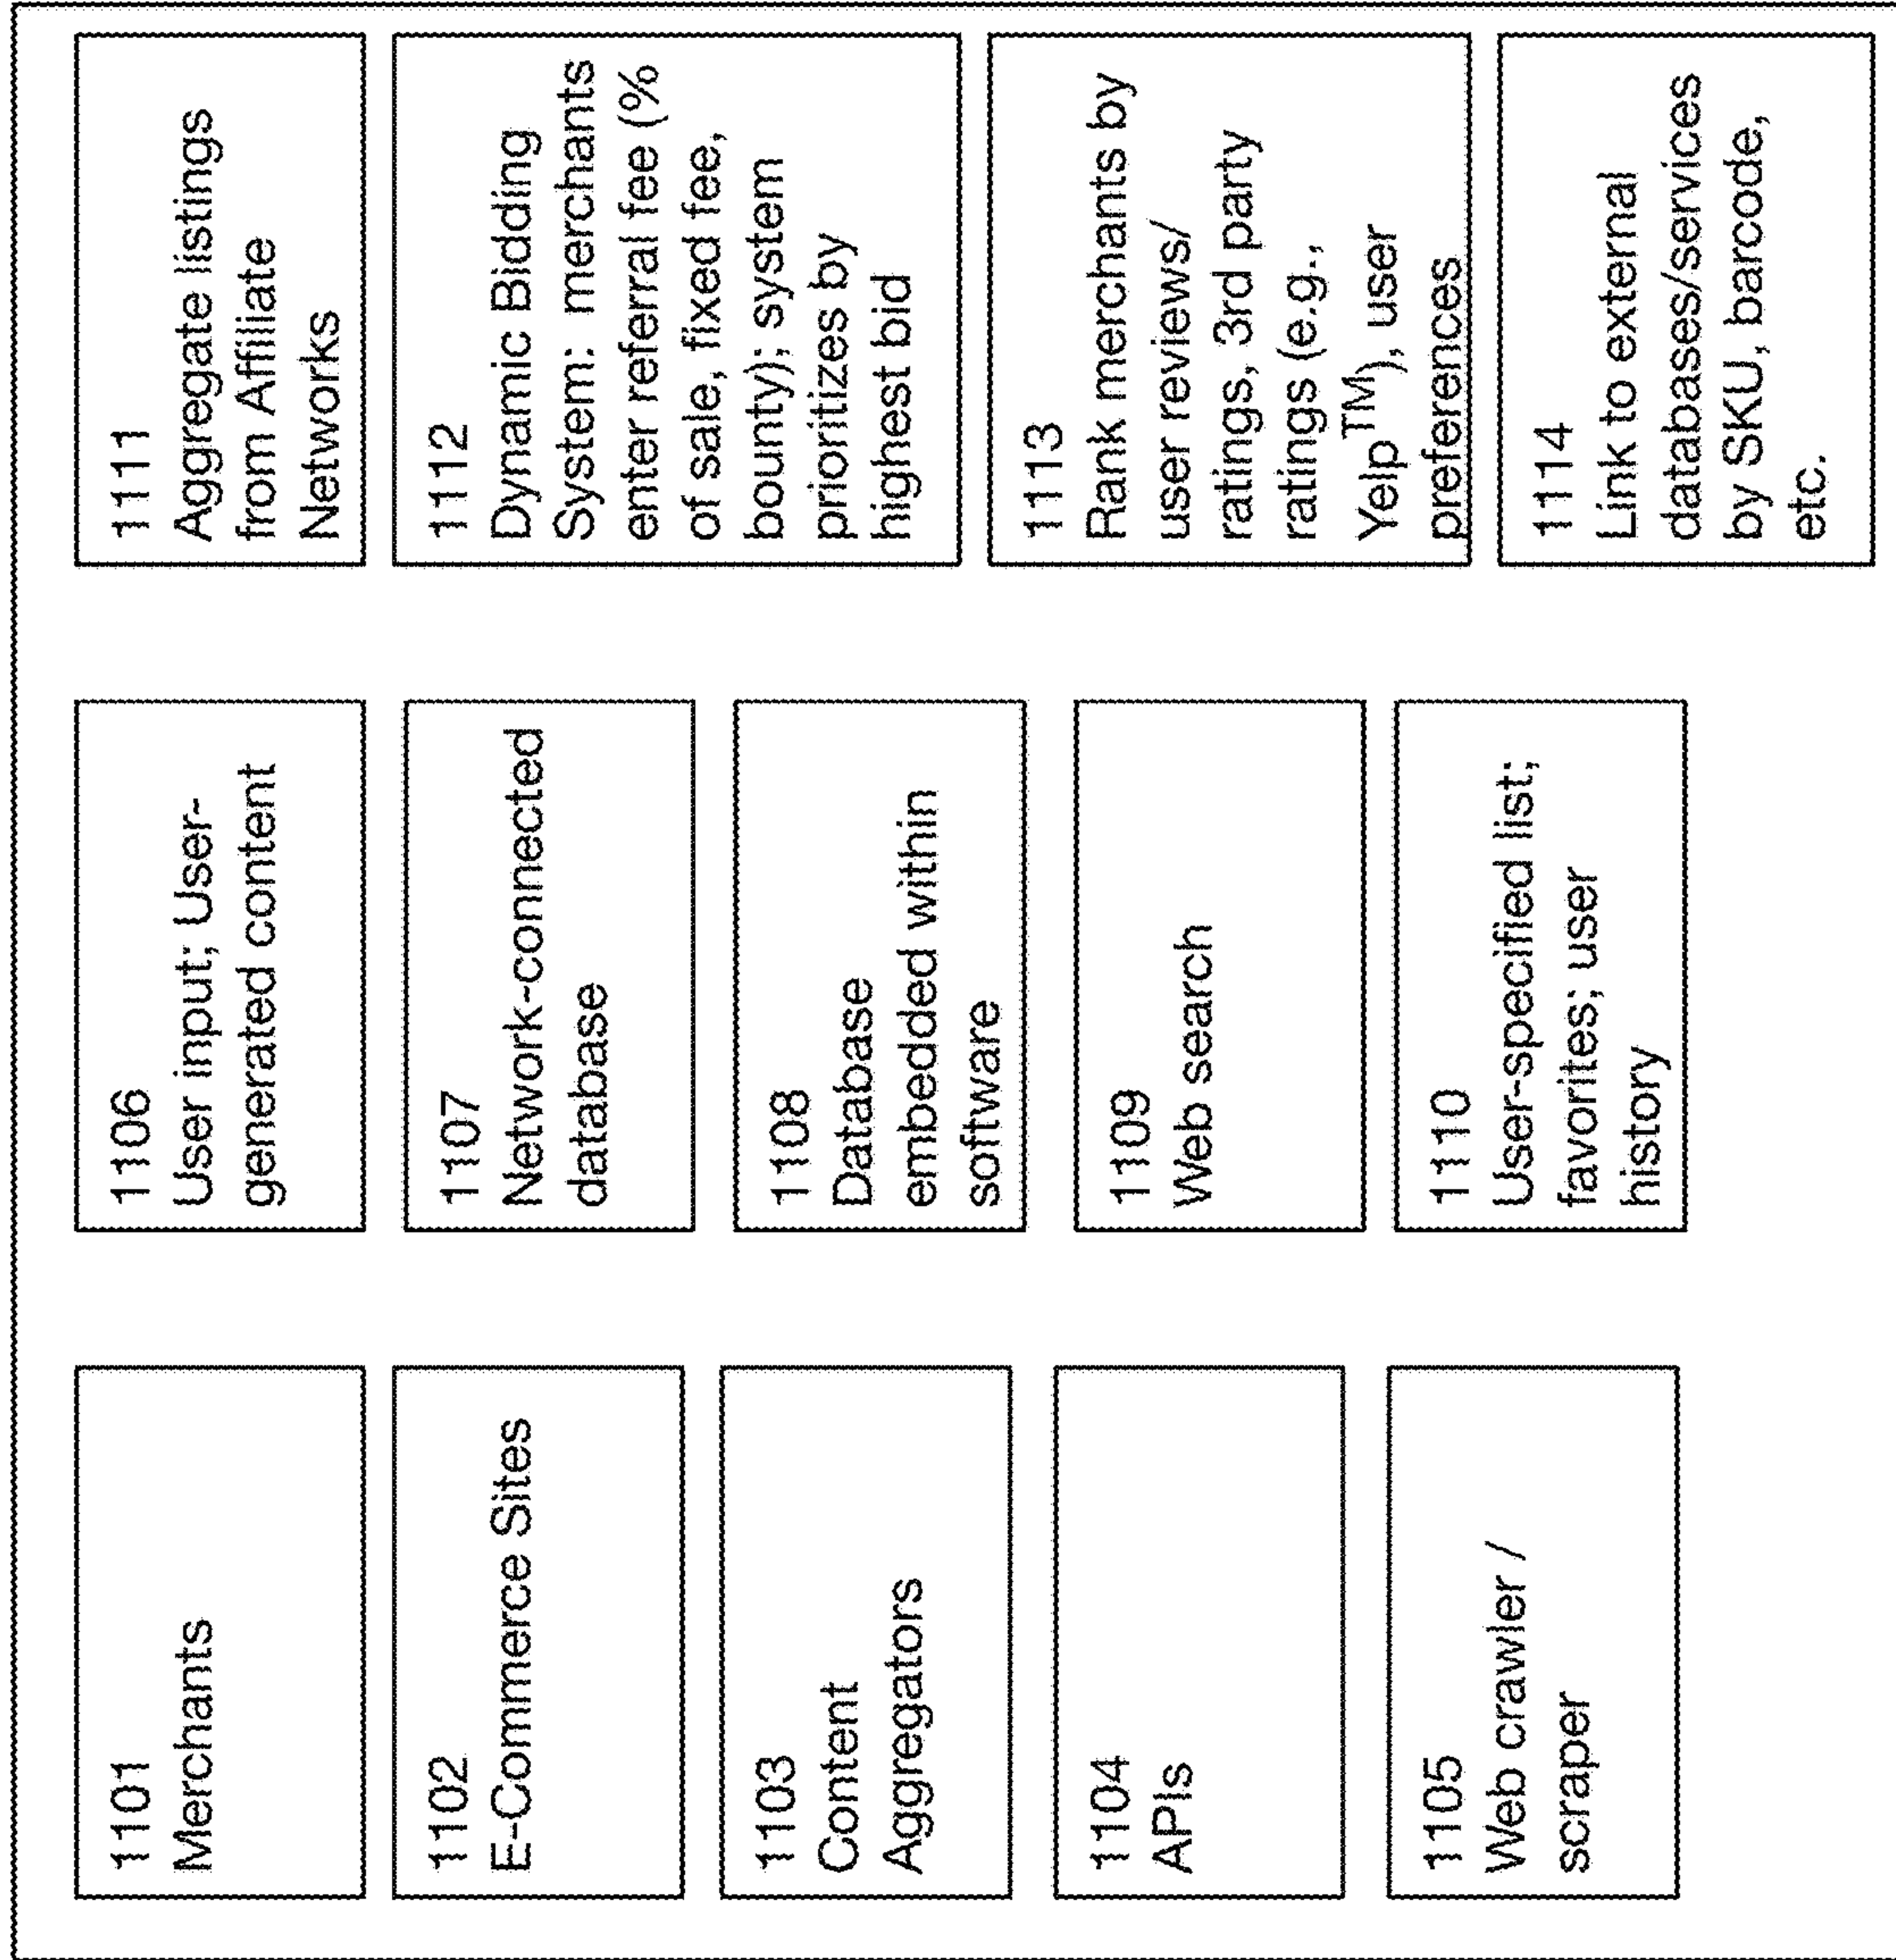 1101
Merchants
1102
E-Commerce Sites
1103
Content
Aggregators
1104
APIs
1105
Web crawler /
scraper
1106
User input; User-
generated content
1107
Network-connected
database
1108
Database
embedded within
software
1109
Web search
1110
User-specified list;
favorites; user
history
1111
Aggregate listings
from Affiliate
Networks
1112
Dynamic Bidding
System: merchants
enter referral fee (%
of sale, fixed fee,
bounty); system
prioritizes by
highest bid
1113
Rank merchants by
user reviews/
ratings, 3rd party
ratings (e.g.,
Yelp™), user
preferences
1114
Link to external
databases/services
by SKU, barcode,
etc.